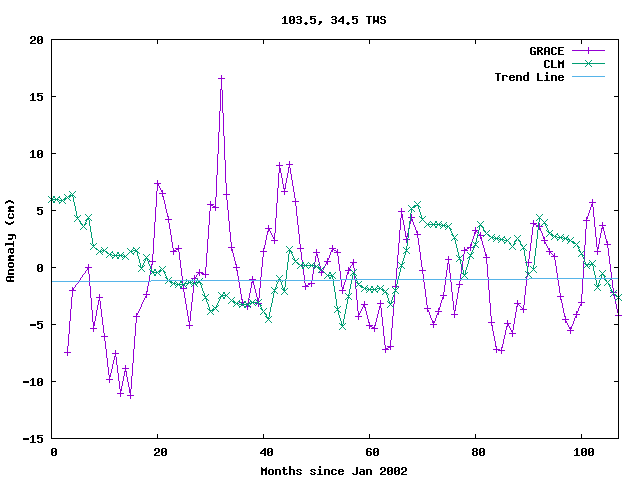 103.5, 34.5 TWS
GRACE
CLM
Trend Line
20
15
10
5
0
-5
-10
-15
Anomaly (cm)
0 20 40 60 80 100
Months since Jan 2002